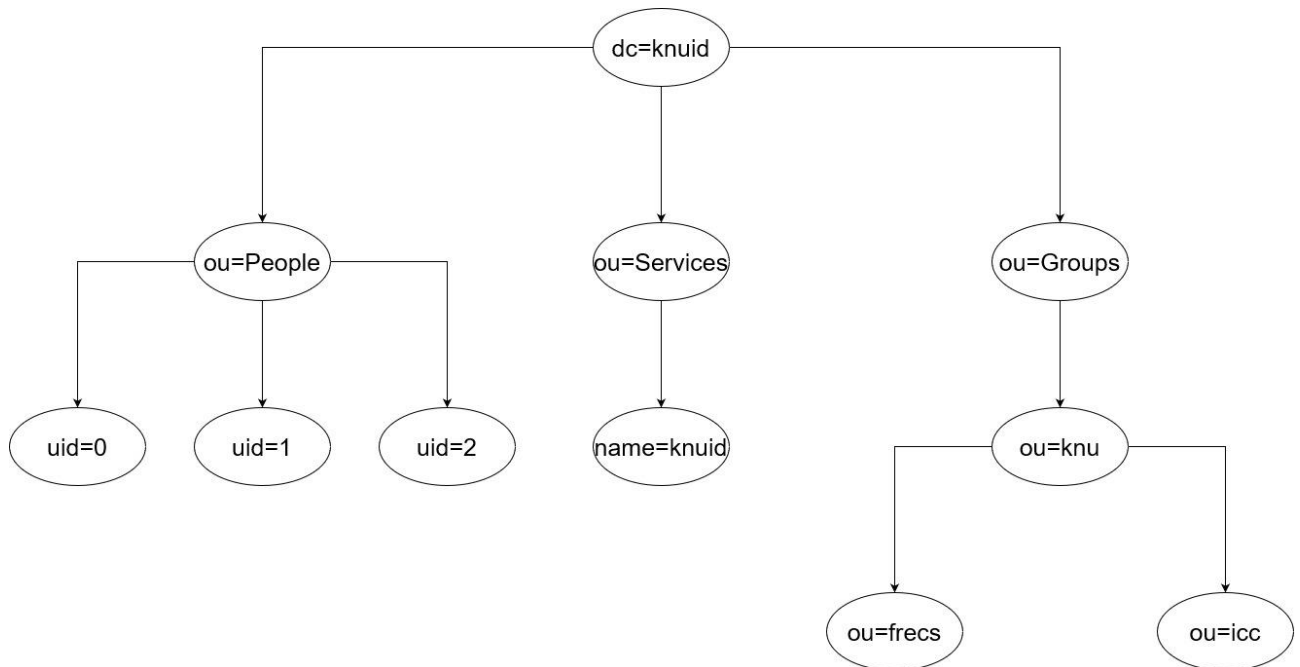 dc=knuid
ou=People
ou=Services
ou=Groups
uid=0
uid=1
uid=2
name=knuid
ou=knu
ou=frecs
ou=icc